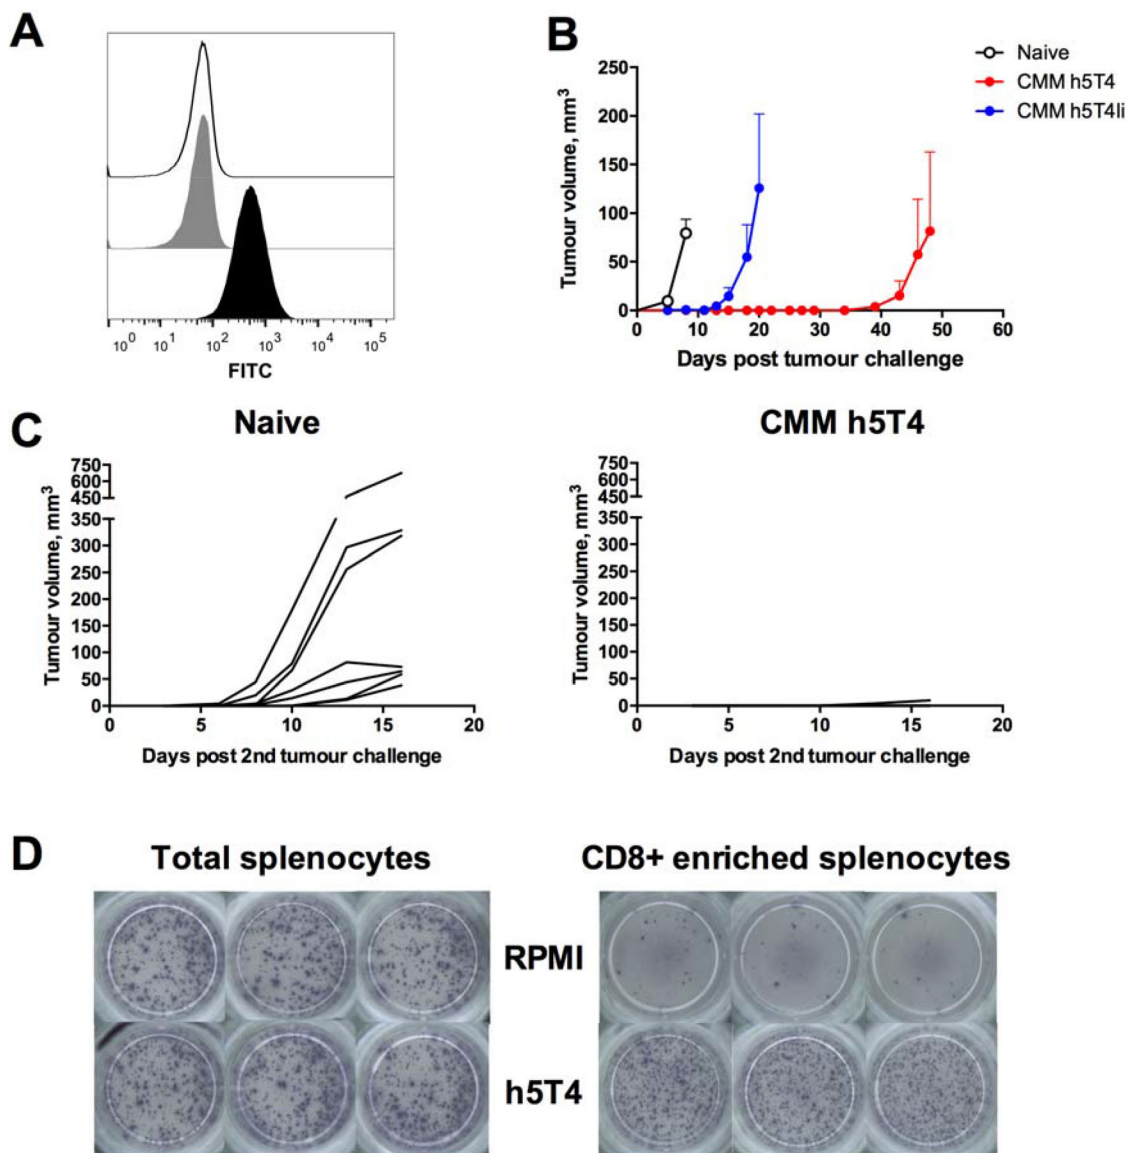 A
10⁰ 10¹ 10² 10³ 10⁴ 10⁵
FITC
B
Naive
CMM h5T4
CMM h5T4li
Tumour volume, mm³
250
200
150
100
50
0
0 10 20 30 40 50 60
Days post tumour challenge
C
Naive
Tumour volume, mm³
750
600
450
350
300
250
200
150
100
50
0
0 5 10 15 20
Days post 2nd tumour challenge
CMM h5T4
Tumour volume, mm³
750
600
450
350
300
250
200
150
100
50
0
0 5 10 15 20
Days post 2nd tumour challenge
D
Total splenocytes
CD8+ enriched splenocytes
RPMI
h5T4